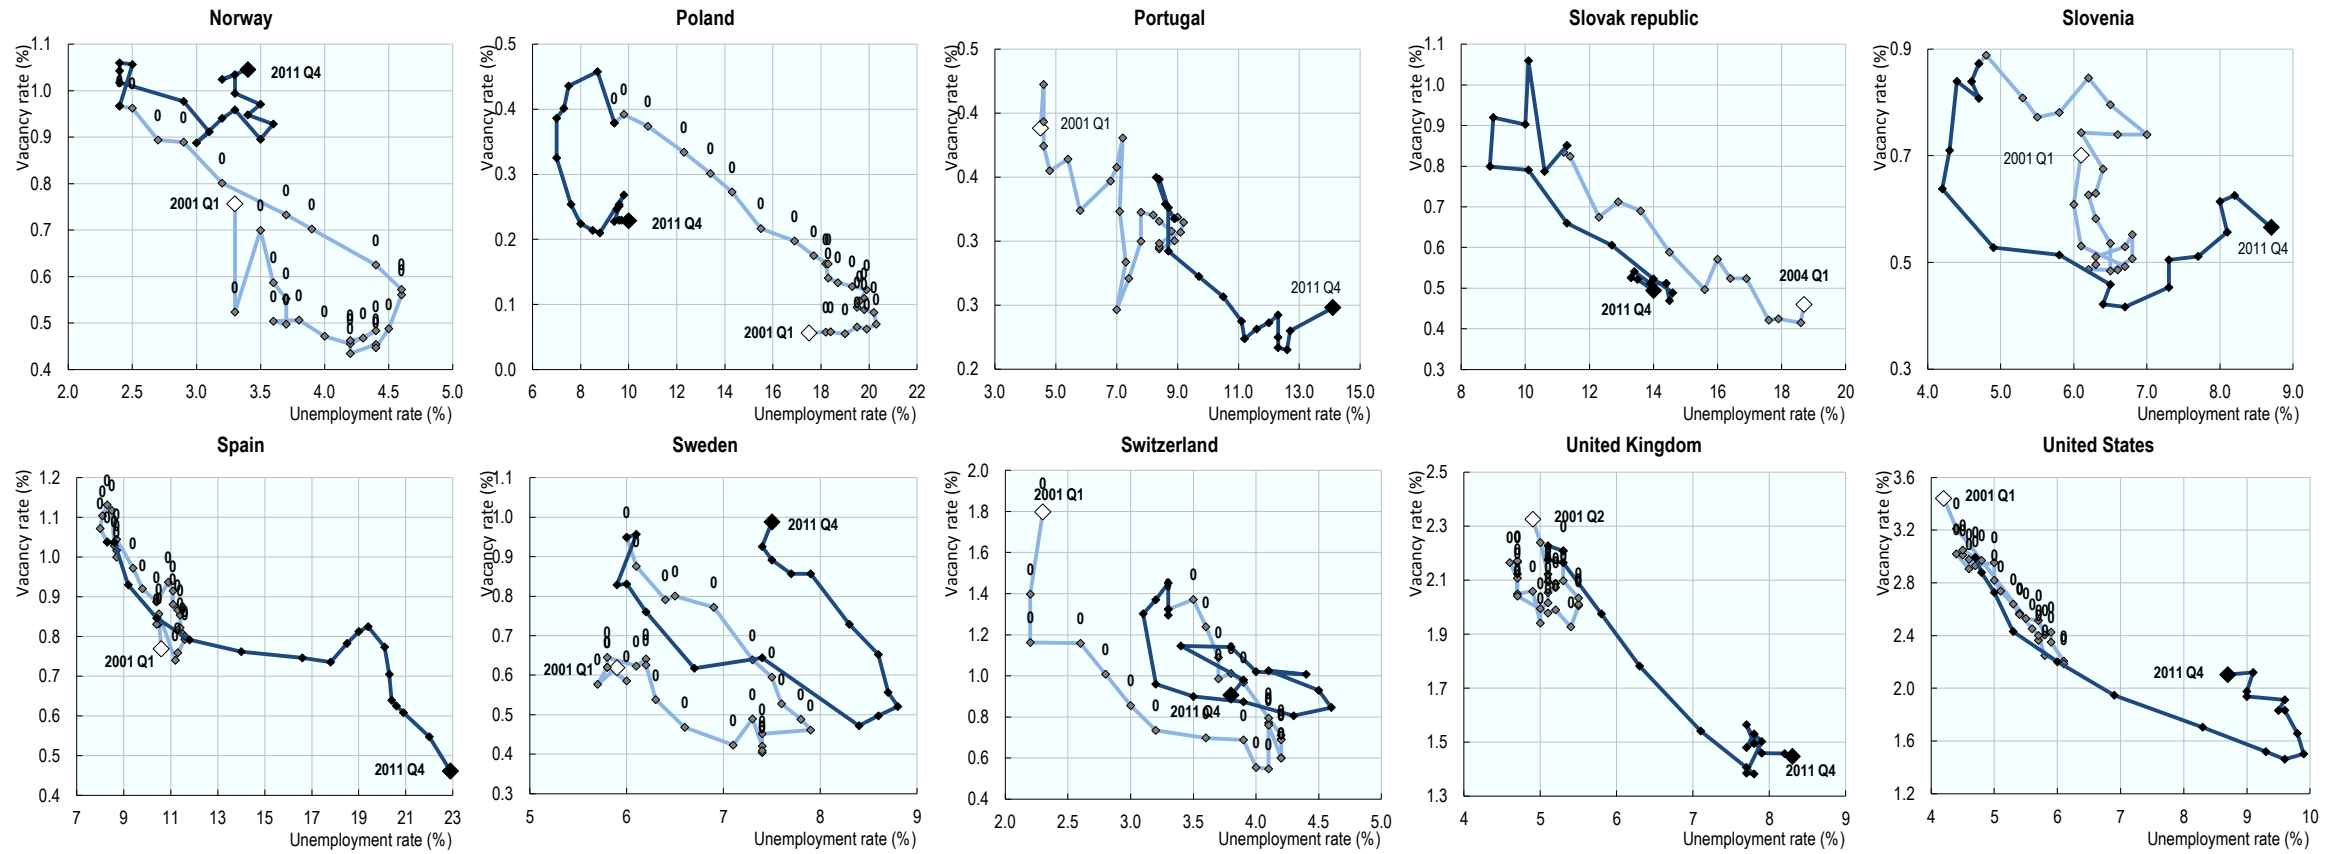 Norway
Vacancy rate (%)
1.1
1.0
0.9
0.8
0.7
0.6
0.5
0.4
2011 Q4
2001 Q1
2.0 2.5 3.0 3.5 4.0 4.5 5.0
Unemployment rate (%)
Poland
Vacancy rate (%)
0.5
0.4
0.3
0.2
0.1
0.0
2011 Q4
2001 Q1
6 8 10 12 14 16 18 20 22
Unemployment rate (%)
Portugal
Vacancy rate (%)
0.5
0.4
0.4
0.3
0.3
0.2
2001 Q1
2011 Q4
3.0 5.0 7.0 9.0 11.0 13.0 15.0
Unemployment rate (%)
Slovak republic
Vacancy rate (%)
1.1
1.0
0.9
0.8
0.7
0.6
0.5
0.4
0.3
2004 Q1
2011 Q4
8 10 12 14 16 18 20
Unemployment rate (%)
Slovenia
Vacancy rate (%)
0.9
0.7
0.5
0.3
2001 Q1
2011 Q4
4.0 5.0 6.0 7.0 8.0 9.0
Unemployment rate (%)
Spain
Vacancy rate (%)
1.2
1.1
1.0
0.9
0.8
0.7
0.6
0.5
0.4
2001 Q1
2011 Q4
7 9 11 13 15 17 19 21 23
Unemployment rate (%)
Sweden
Vacancy rate (%)
1.1
1.0
0.9
0.8
0.7
0.6
0.5
0.4
0.3
2011 Q4
2001 Q1
5 6 7 8 9
Unemployment rate (%)
Switzerland
Vacancy rate (%)
2.0
1.8
1.6
1.4
1.2
1.0
0.8
0.6
0.4
2001 Q1
2011 Q4
2.0 2.5 3.0 3.5 4.0 4.5 5.0
Unemployment rate (%)
United Kingdom
Vacancy rate (%)
2.5
2.3
2.1
1.9
1.7
1.5
1.3
2001 Q2
2011 Q4
4 5 6 7 8 9
Unemployment rate (%)
United States
Vacancy rate (%)
3.6
3.2
2.8
2.4
2.0
1.6
1.2
2001 Q1
2011 Q4
4 5 6 7 8 9 10
Unemployment rate (%)